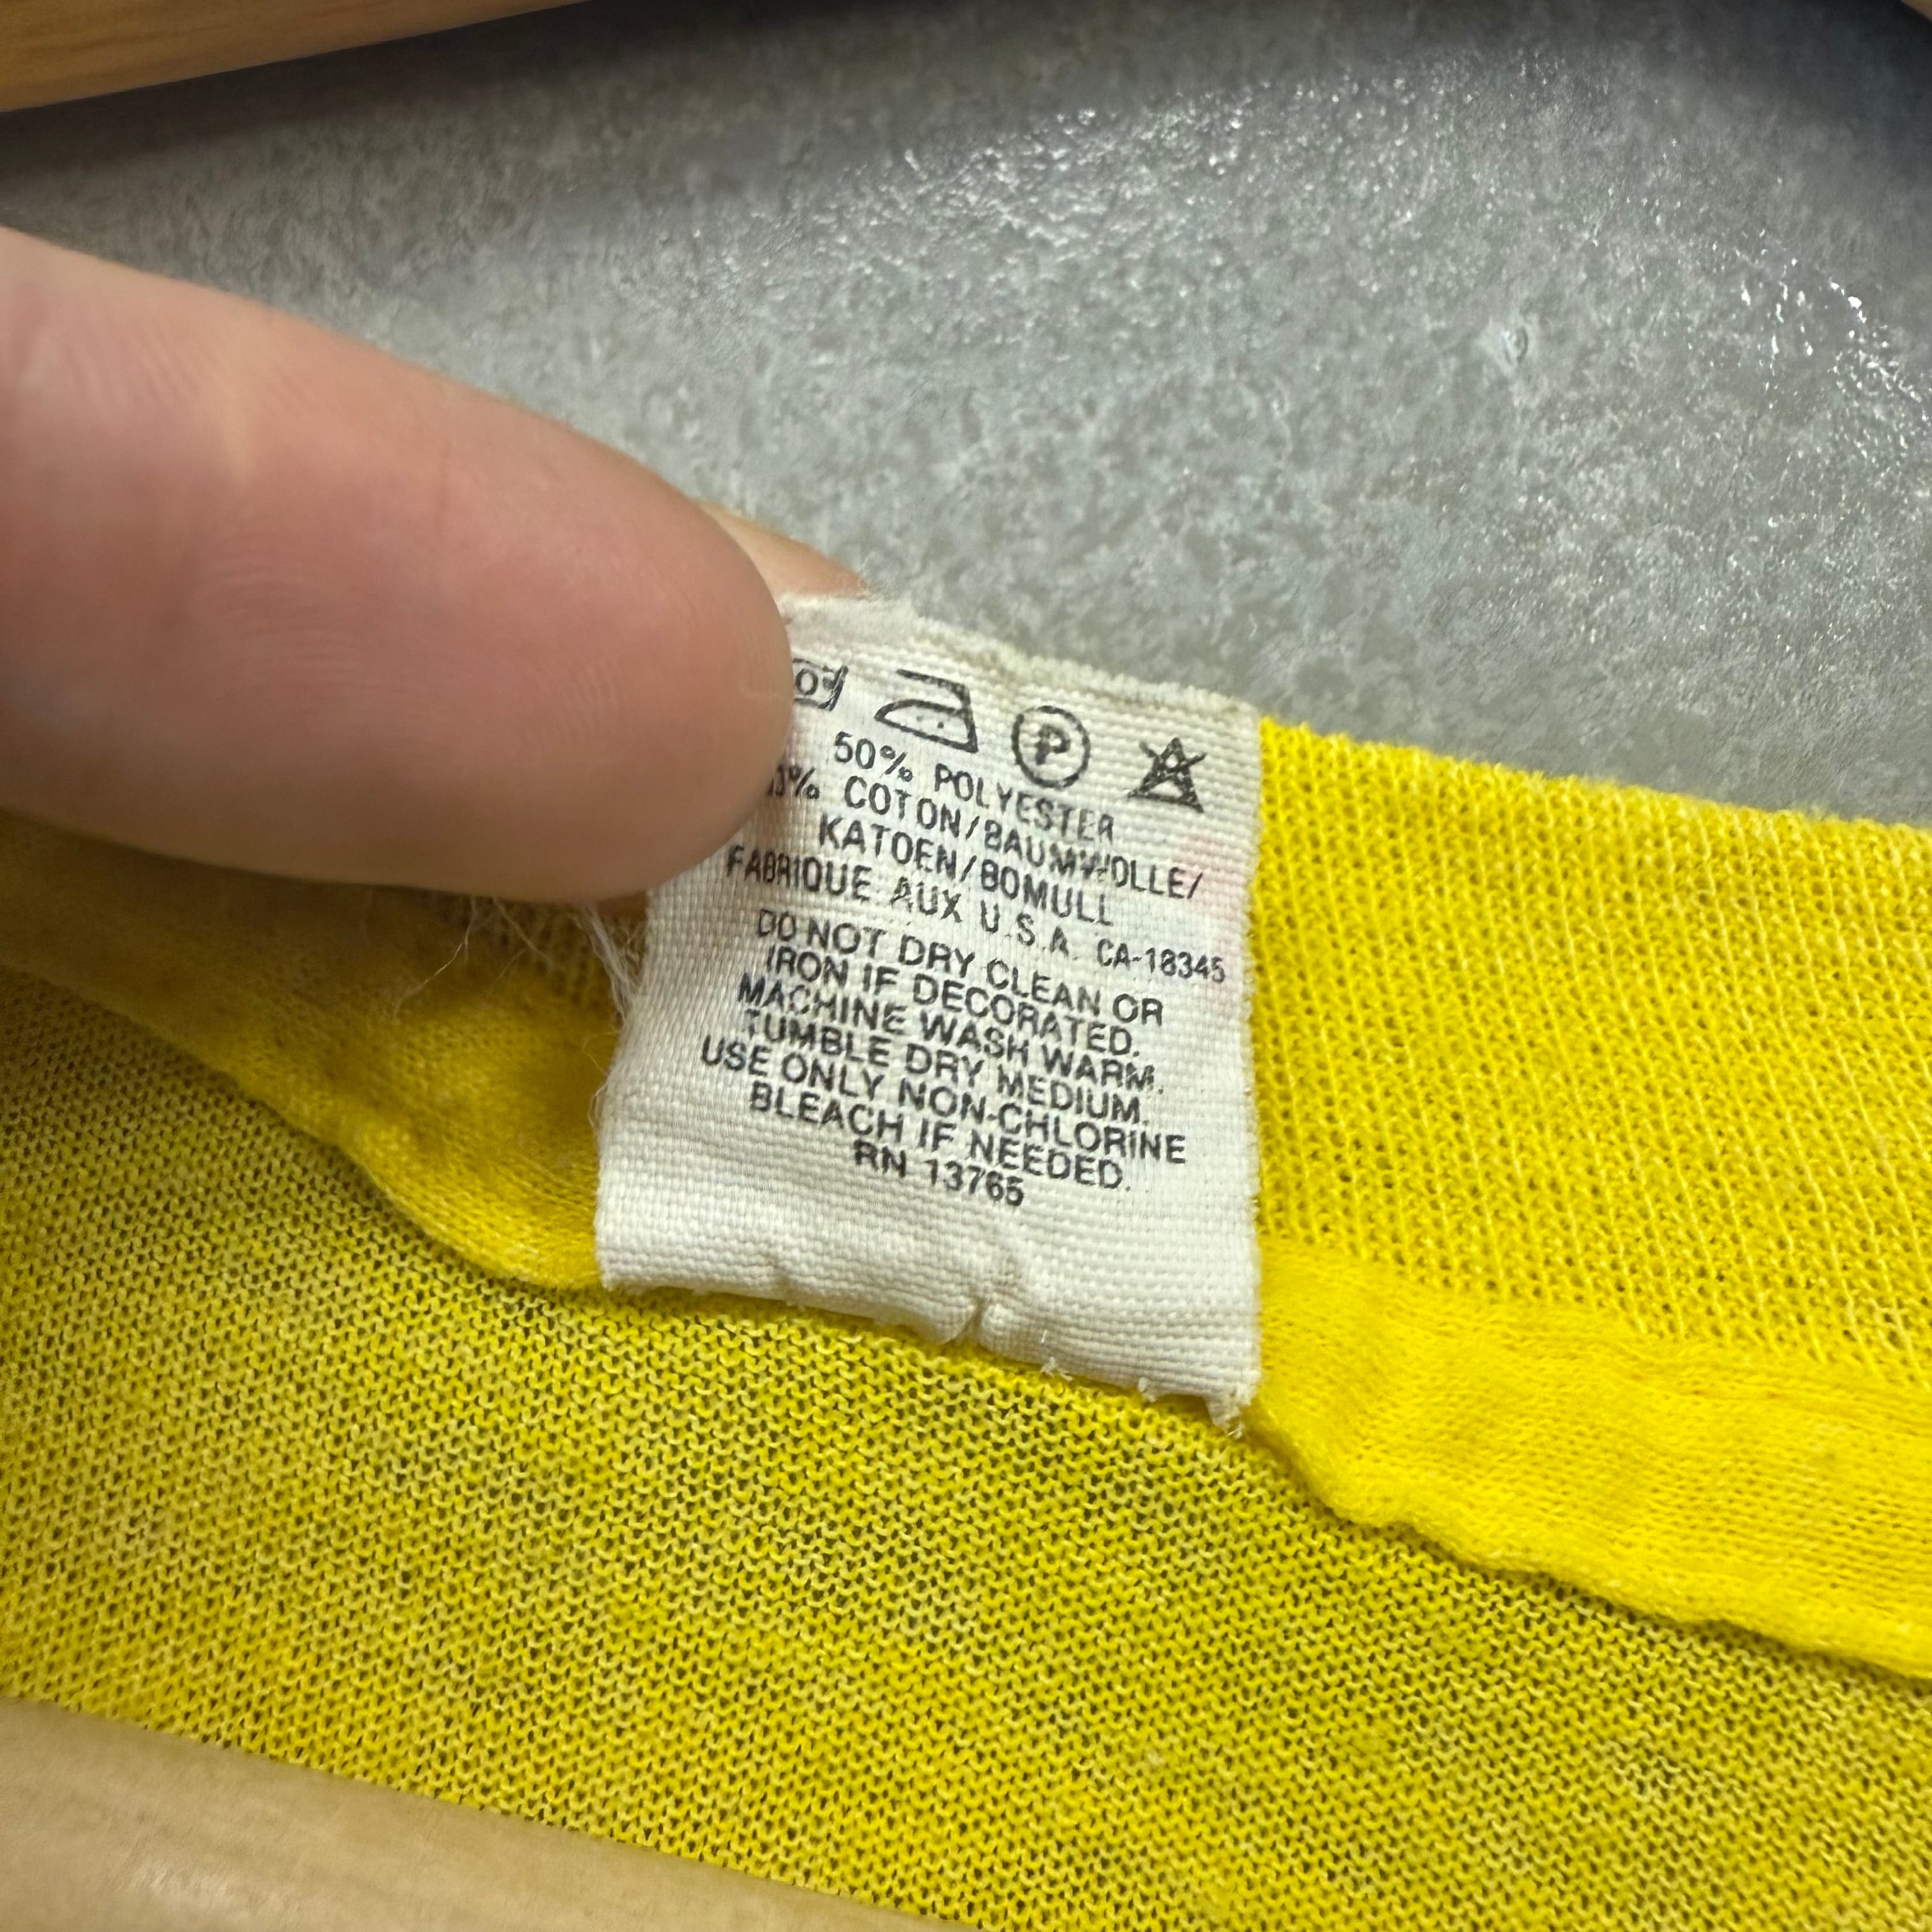 P
50% POLYESTER
% COTON/BAUMWOLLE/
KATOEN/BOMULL
FABRIQUE AUX U.S.A. CA-18345
DO NOT DRY CLEAN OR
IRON IF DECORATED.
MACHINE WASH WARM.
TUMBLE DRY MEDIUM.
USE ONLY NON-CHLORINE
BLEACH IF NEEDED.
RN 13765